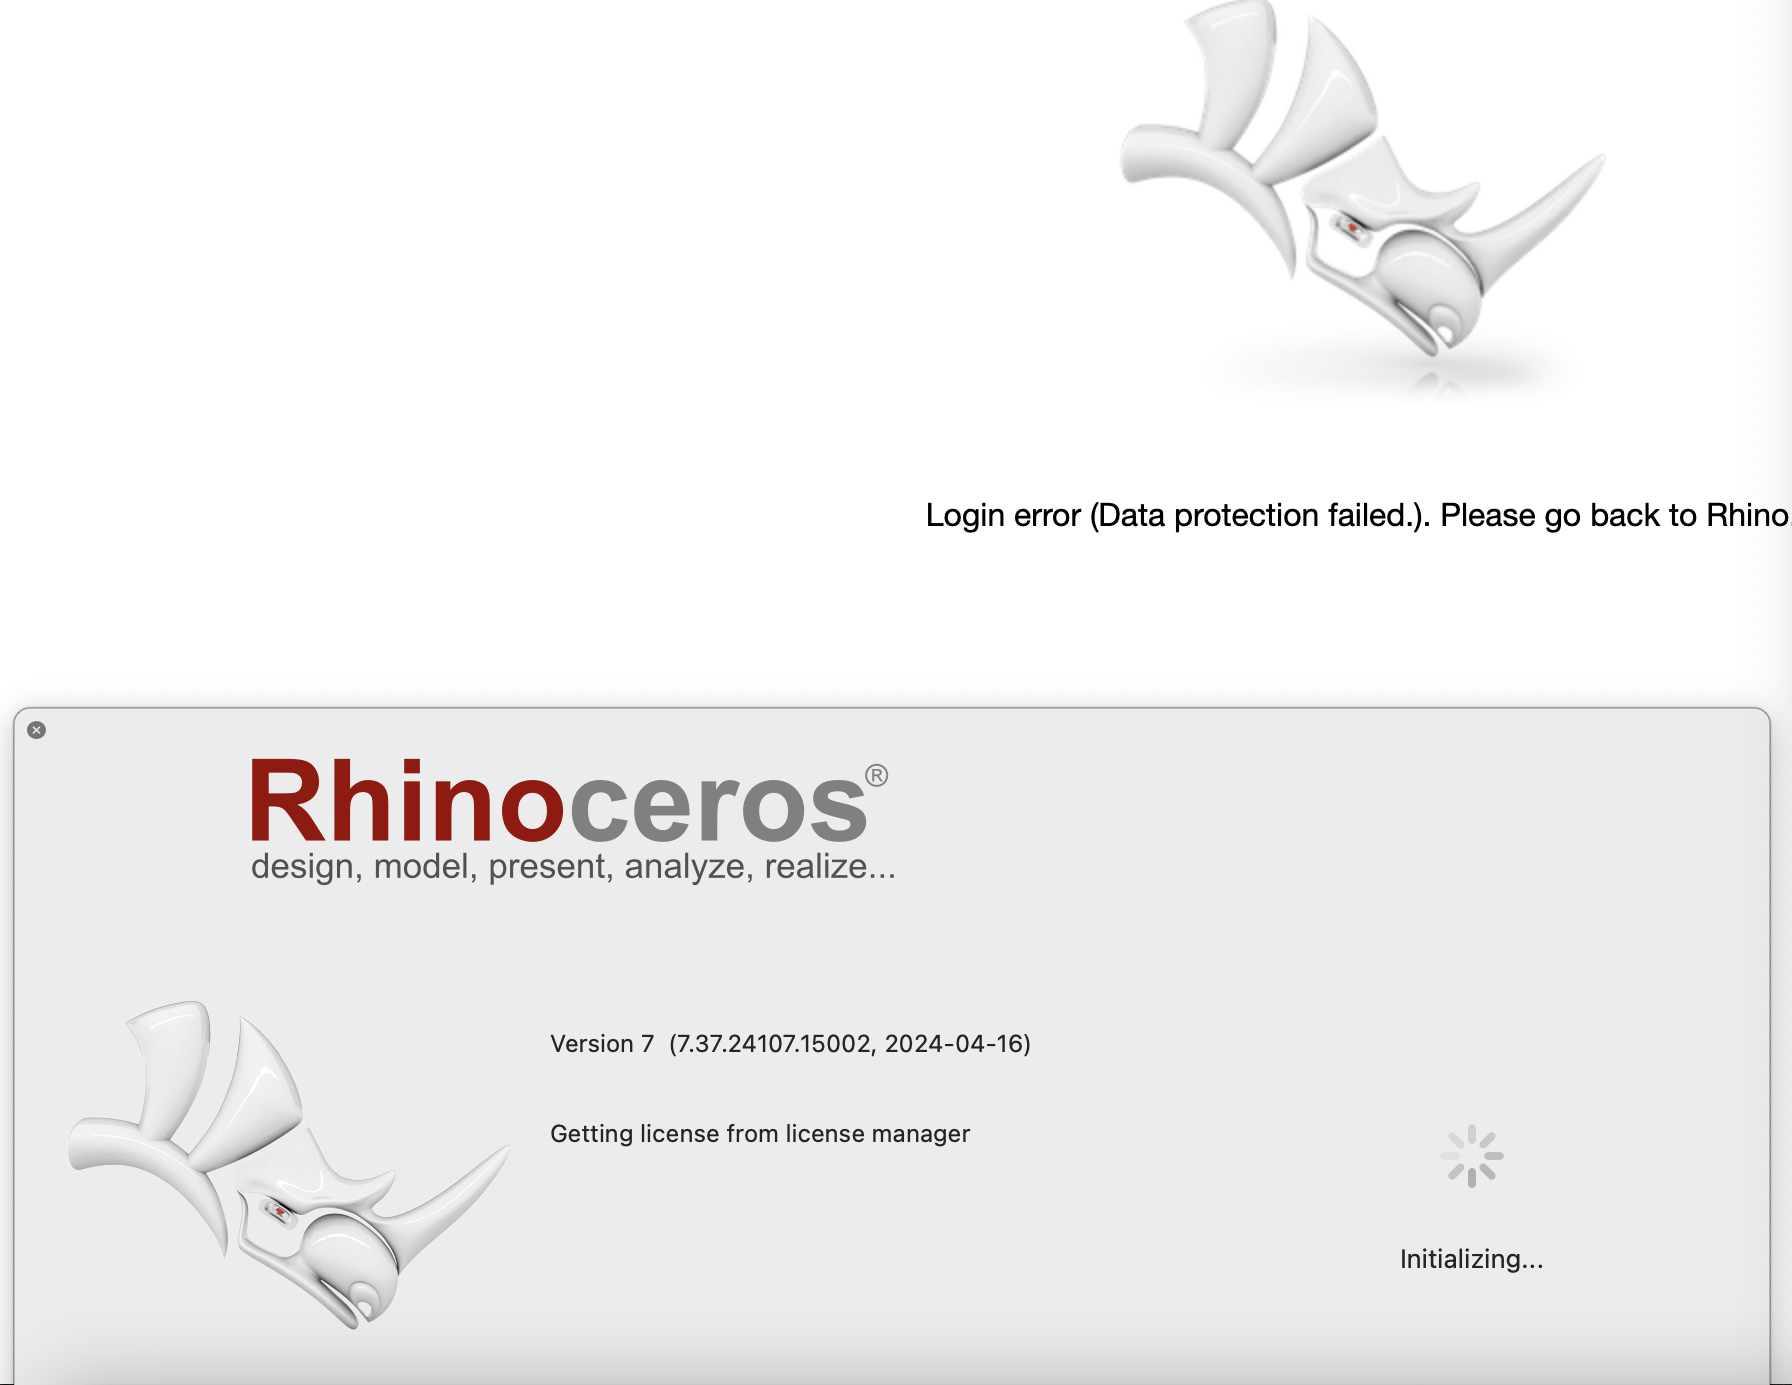 Login error (Data protection failed.). Please go back to Rhino.
Rhinoceros®
design, model, present, analyze, realize...
Version 7 (7.37.24107.15002, 2024-04-16)
Getting license from license manager
Initializing...